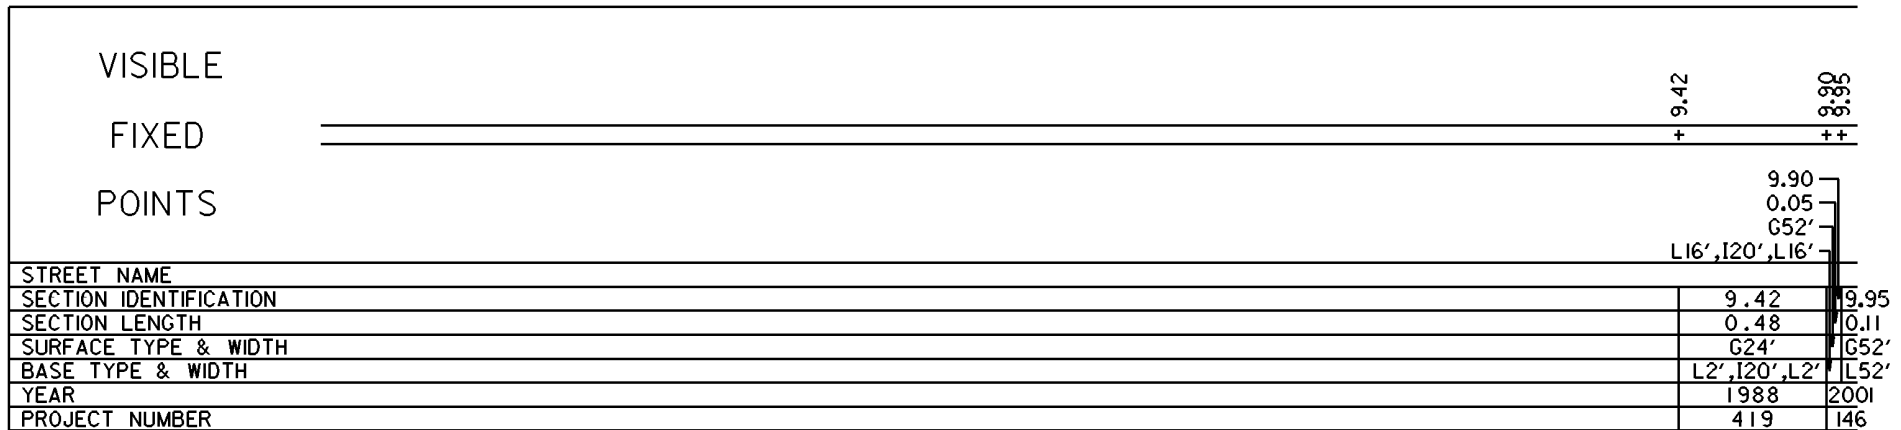 VISIBLE
FIXED
POINTS
9.42
9.90
9.95
+
++
9.90
0.05
G52'
L16',I20',L16'
STREET NAME
SECTION IDENTIFICATION 9.42 9.95
SECTION LENGTH 0.48 0.11
SURFACE TYPE & WIDTH G24' G52'
BASE TYPE & WIDTH L2',I20',L2' L52'
YEAR 1988 2001
PROJECT NUMBER 419 146